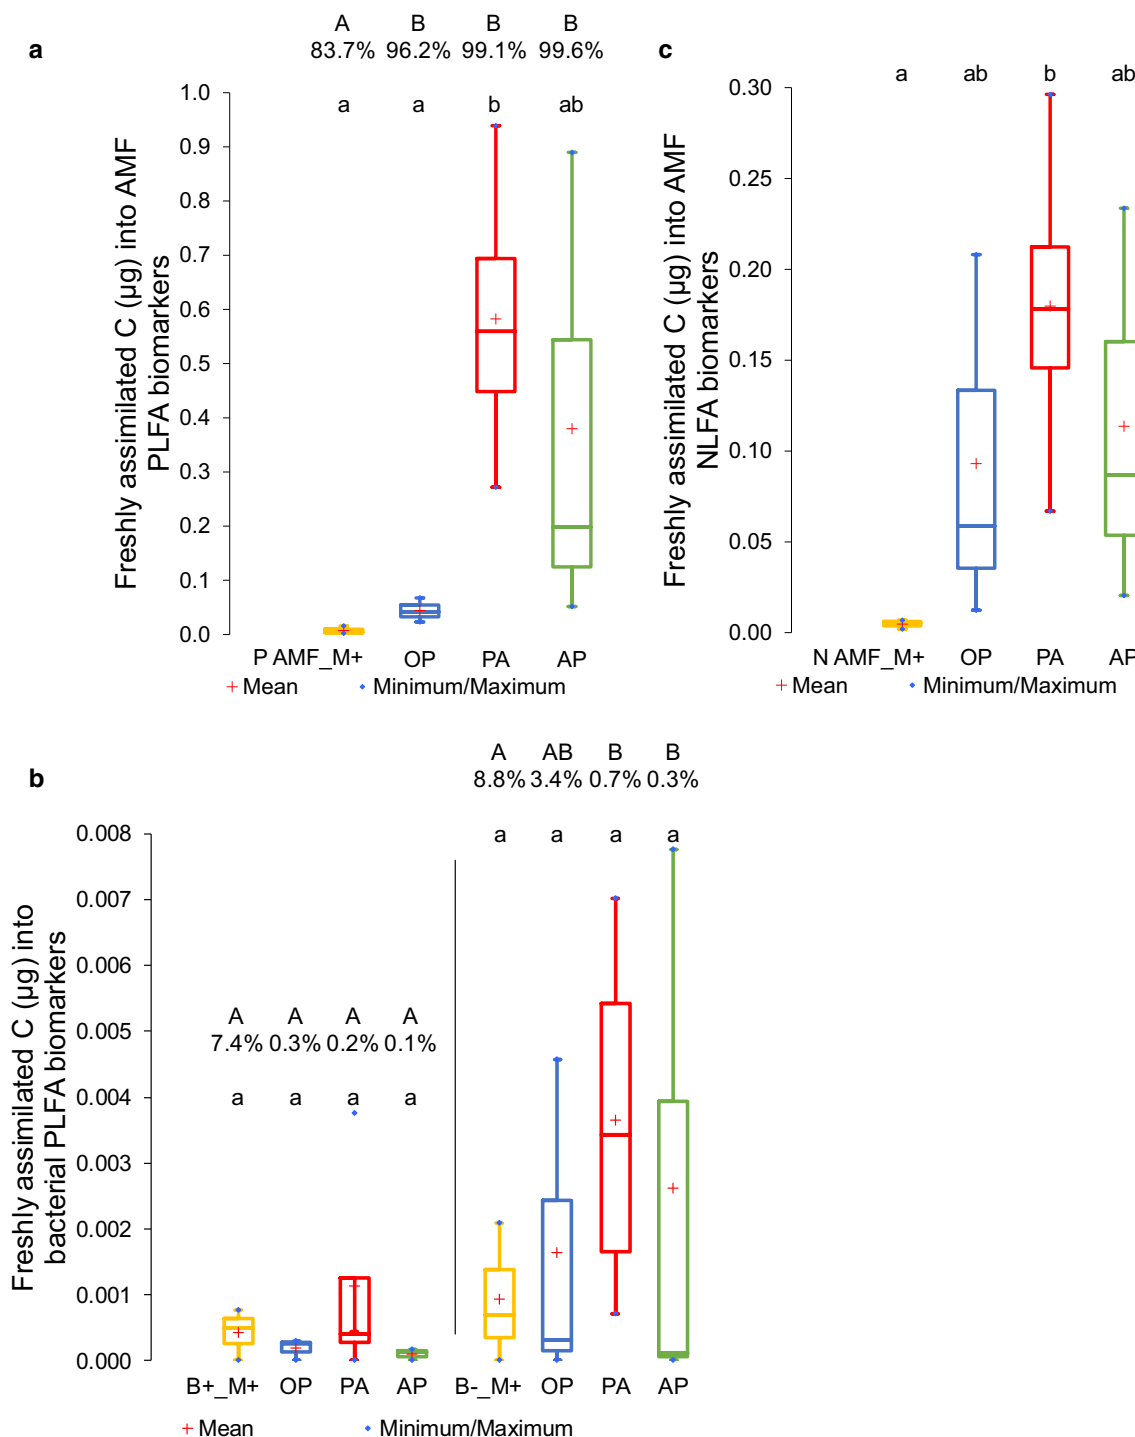 a
A B B B
83.7% 96.2% 99.1% 99.6%
a a b ab
1.0
0.9
0.8
0.7
0.6
0.5
0.4
0.3
0.2
0.1
0.0
Freshly assimilated C (µg) into AMF
PLFA biomarkers
P AMF_M+ OP PA AP
Mean Minimum/Maximum
c
a ab b ab
0.30
0.25
0.20
0.15
0.10
0.05
0.00
Freshly assimilated C (µg) into AMF
NLFA biomarkers
N AMF_M+ OP PA AP
Mean Minimum/Maximum
b
A AB B B
8.8% 3.4% 0.7% 0.3%
a a a a
A A A A
7.4% 0.3% 0.2% 0.1%
a a a a
0.008
0.007
0.006
0.005
0.004
0.003
0.002
0.001
0.000
Freshly assimilated C (µg) into
bacterial PLFA biomarkers
B+_M+ OP PA AP B-_M+ OP PA AP
Mean Minimum/Maximum